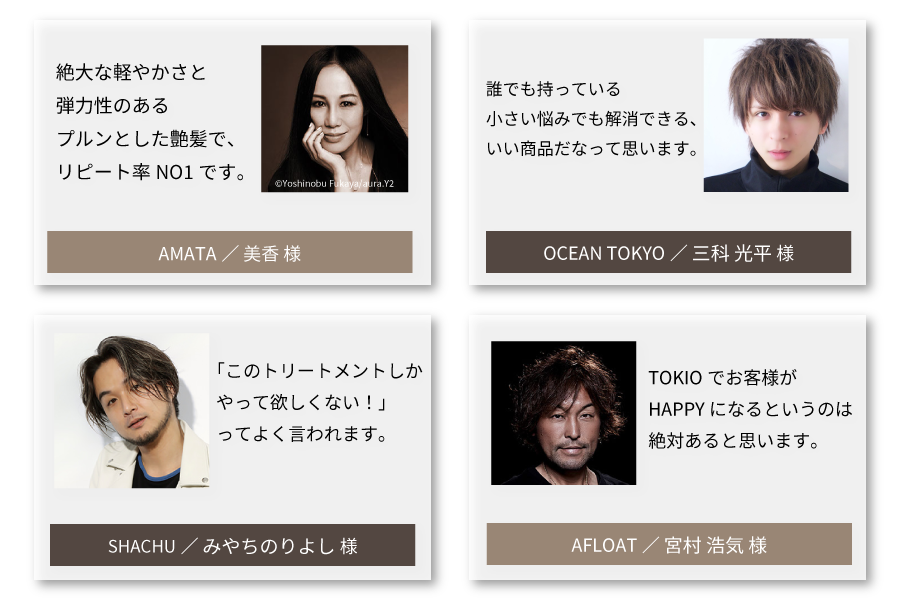 絶大な軽やかさと
弾力性のある
プルンとした艶髪で、
リピート率 NO1 です。
©Yoshinobu Fukaya/aura.Y2
AMATA ／ 美香 様
誰でも持っている
小さい悩みでも解消できる、
いい商品だなって思います。
OCEAN TOKYO ／ 三科 光平 様
「このトリートメントしか
やって欲しくない！」
ってよく言われます。
SHACHU ／ みやちのりよし 様
TOKIO でお客様が
HAPPY になるというのは
絶対あると思います。
AFLOAT ／ 宮村 浩気 様